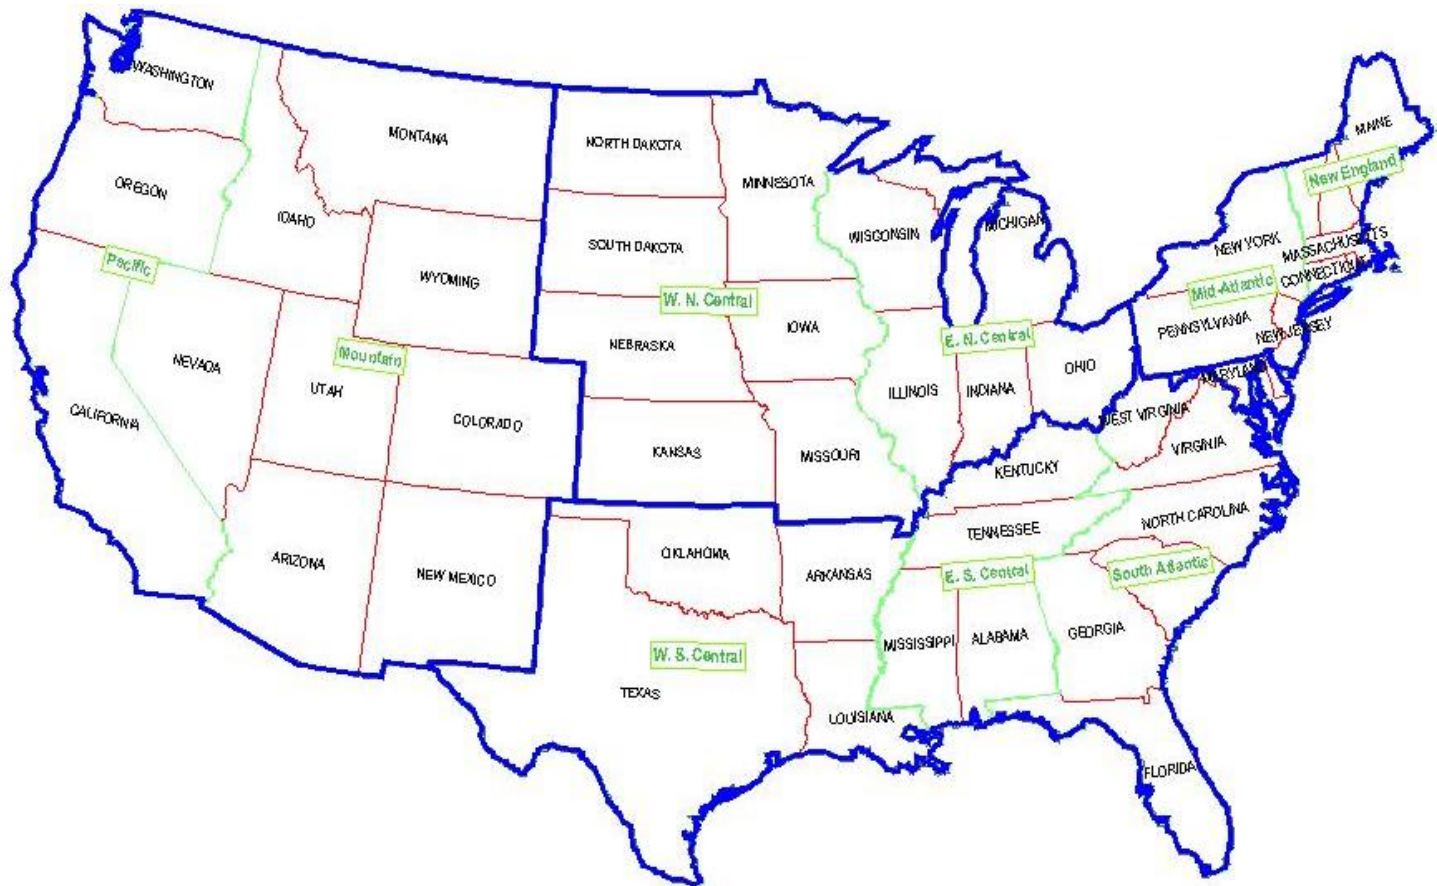 WASHINGTON
MONTANA
NORTH DAKOTA
MINNESOTA
MAINE
New England
OREGON
IDAHO
WISCONSIN
MICHIGAN
NEW YORK
MASSACHUSETTS
SOUTH DAKOTA
Pacific
WYOMING
CONNECTICUT
Mid-Atlantic
W. N. Central
IOWA
E. N. Central
PENNSYLVANIA
NEW JERSEY
NEBRASKA
Mountain
NEVADA
UTAH
ILLINOIS
INDIANA
OHIO
MARYLAND
CALIFORNIA
COLORADO
KANSAS
MISSOURI
WEST VIRGINIA
VIRGINIA
KENTUCKY
TENNESSEE
NORTH CAROLINA
ARIZONA
NEW MEXICO
OKLAHOMA
ARKANSAS
E. S. Central
South Atlantic
W. S. Central
MISSISSIPPI
ALABAMA
GEORGIA
TEXAS
LOUISIANA
FLORIDA